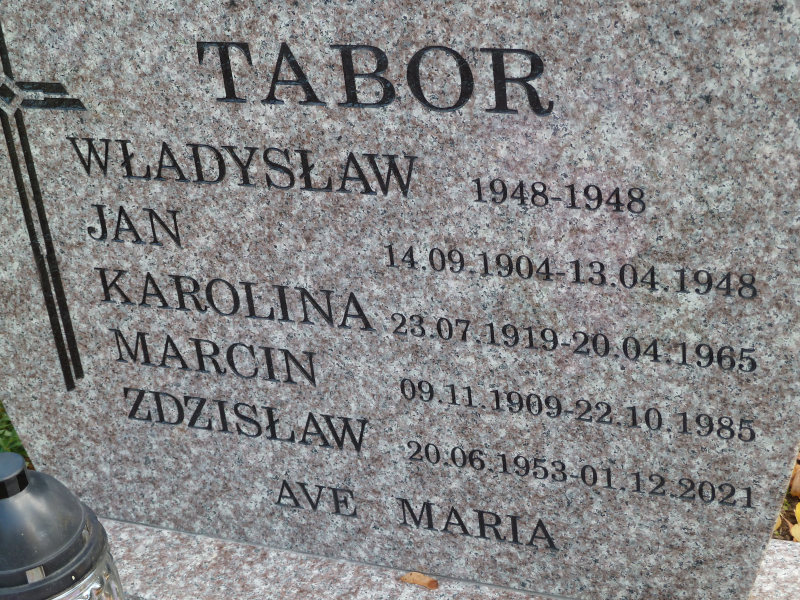 TABOR
WŁADYSŁAW 1948-1948
JAN 14.09.1904-13.04.1948
KAROLINA 23.07.1919-20.04.1965
MARCIN 09.11.1909-22.10.1985
ZDZISŁAW 20.06.1953-01.12.2021
AVE MARIA